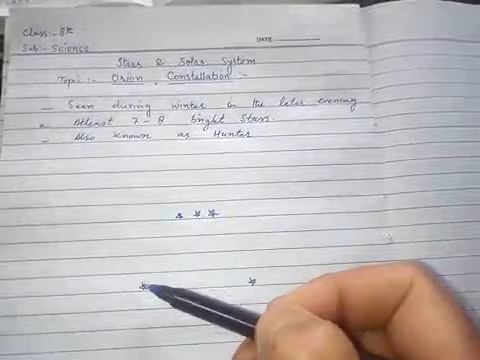 Class:- 8th
Sub:- Science
DATE
Stars & Solar System
Topic:- Orion Constellation :-
— Seen during winter in the later evening
Atleast 7-8 bright stars.
— Also known as Hunter